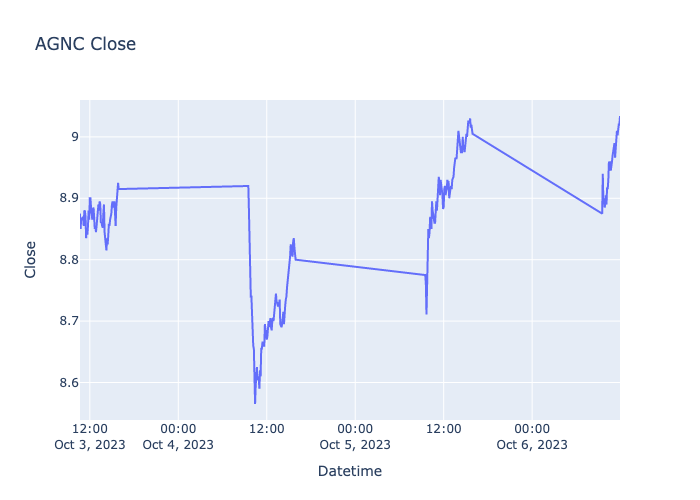 AGNC Close
Close
9
8.9
8.8
8.7
8.6
12:00 00:00 12:00 00:00 12:00 00:00
Oct 3, 2023 Oct 4, 2023 Oct 5, 2023 Oct 6, 2023
Datetime